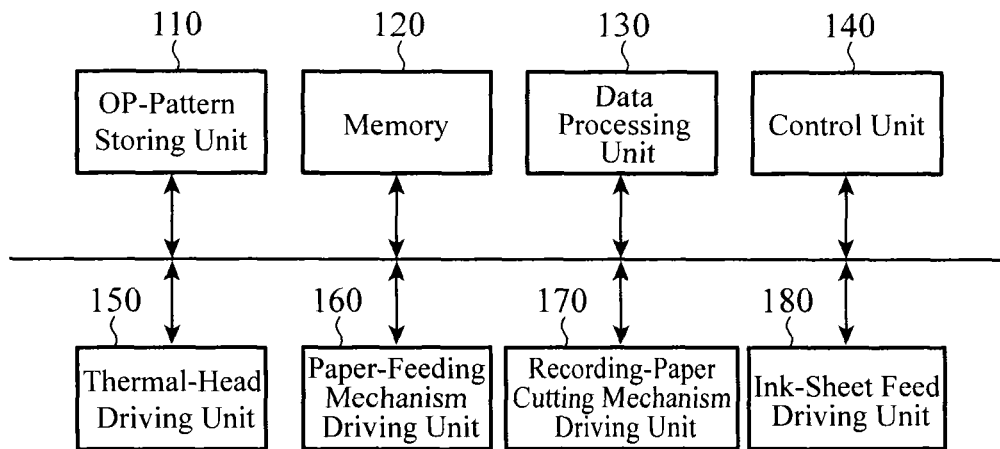 110
120
130
140
OP-Pattern
Storing Unit
Memory
Data
Processing
Unit
Control Unit
150
160
170
180
Thermal-Head
Driving Unit
Paper-Feeding
Mechanism
Driving Unit
Recording-Paper
Cutting Mechanism
Driving Unit
Ink-Sheet Feed
Driving Unit